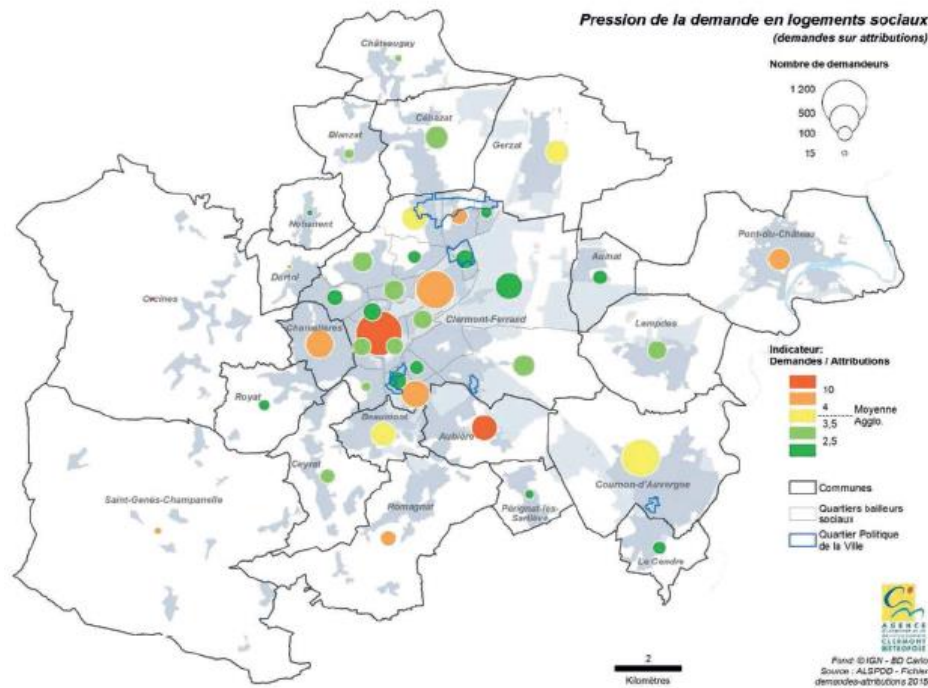 Pression de la demande en logements sociaux
(demandes sur attributions)
Nombre de demandeurs
1 200
500
100
15
Châteaugay
Blanzat
Cébazat
Gerzat
Nohanent
Durtol
Orcines
Chamalières
Clermont-Ferrand
Aulnat
Pont-du-Château
Lempdes
Royat
Beaumont
Aubière
Cournon-d'Auvergne
Ceyrat
Saint-Genès-Champanelle
Romagnat
Pérignat-les-
Sarliève
Le Cendre
Indicateur:
Demandes / Attributions
10
4
3,5
2,5
Moyenne
Agglo.
Communes
Quartiers bailleurs
sociaux
Quartier Politique
de la Ville
2
Kilomètres
AGENCE
CLERMONT
METROPOLE
Fond: © IGN - BD Carto
Source : ALSPDD - Fichier
demandes-attributions 2015